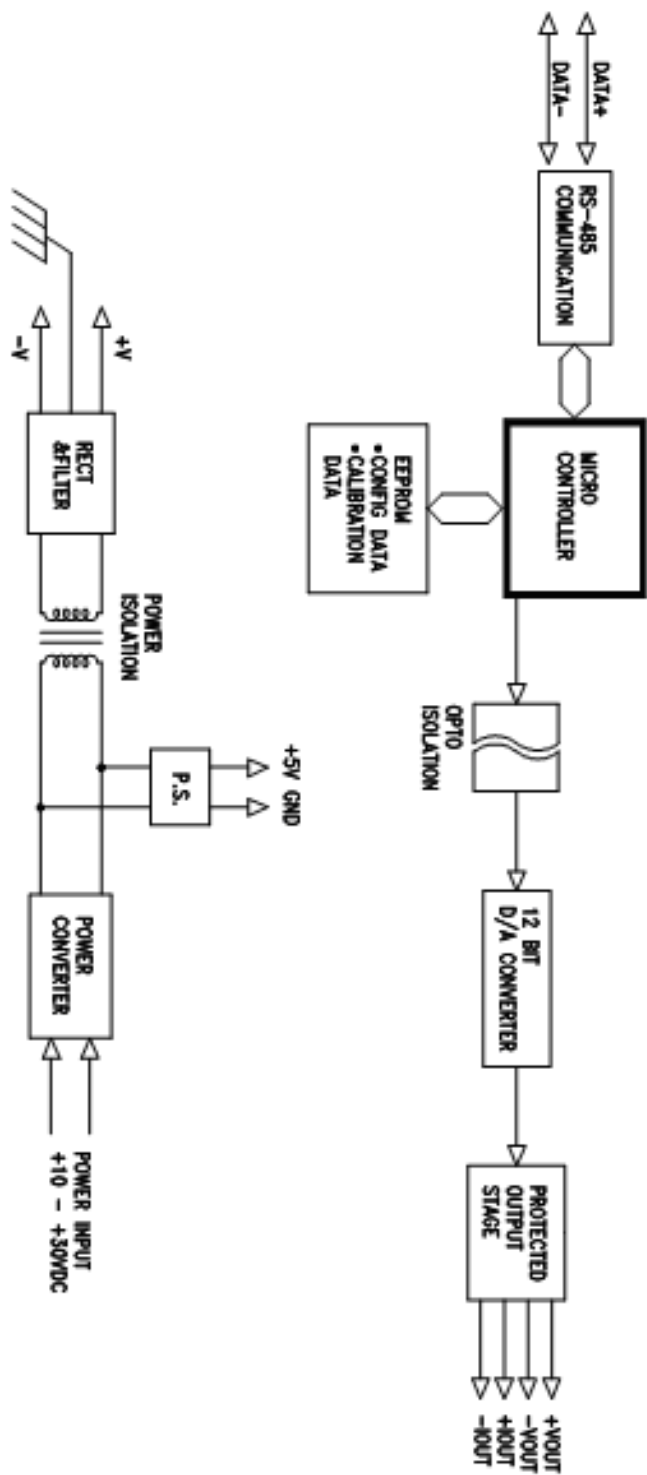 DATA+
DATA-
RS-485
COMMUNICATION
MICRO
CONTROLLER
EEPROM
•CONFIG DATA
•CALIBRATION
DATA
OPTO
ISOLATION
12 BIT
D/A CONVERTER
PROTECTED
OUTPUT
STAGE
+VOUT
-VOUT
+IOUT
-IOUT
+V
-V
RECT
&FILTER
POWER
ISOLATION
+5V GND
P.S.
POWER
CONVERTER
POWER INPUT
+10 - +30VDC